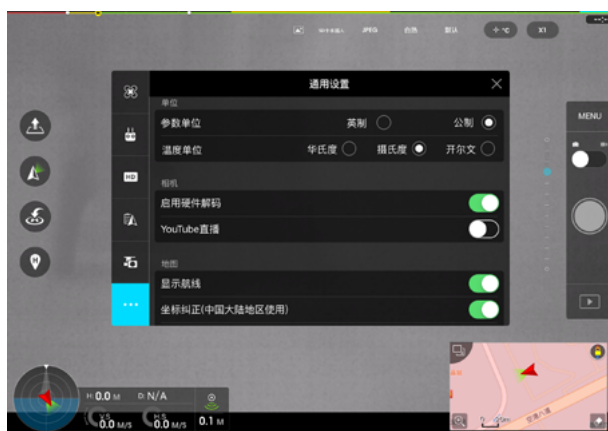 JPEG 白热 默认 ℃ X1
通用设置
单位
参数单位 英制 公制
MENU
温度单位 华氏度 摄氏度 开尔文
HD
相机
启用硬件解码
YouTube直播
地图
显示航线
坐标纠正(中国大陆地区使用)
H: 0.0 M D: N/A
0.0 M/S 0.0 M/S 0.1 M